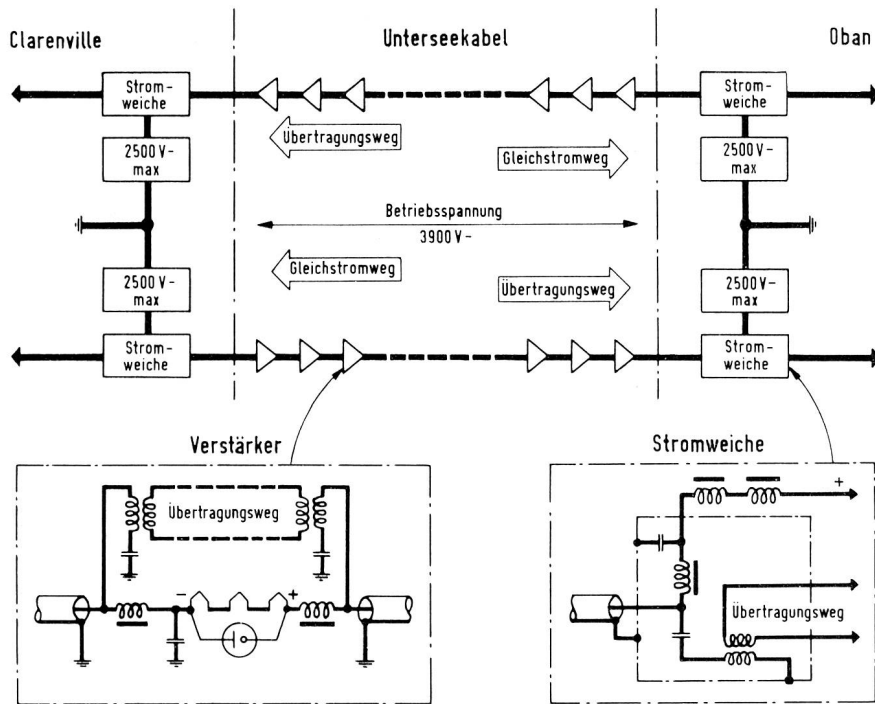 Clarenville
Unterseekabel
Oban
Strom-
weiche
Strom-
weiche
Übertragungsweg
2500 V-
max
Gleichstromweg
2500 V-
max
Betriebsspannung
3900 V-
Gleichstromweg
2500 V-
max
Übertragungsweg
2500 V-
max
Strom-
weiche
Strom-
weiche
Verstärker
Stromweiche
Übertragungsweg
- +
+
Übertragungsweg